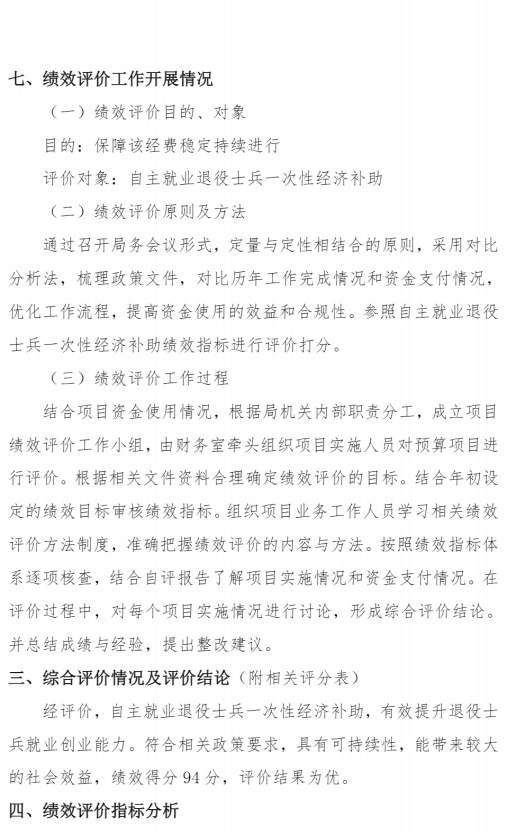 七、绩效评价工作开展情况
（一）绩效评价目的、对象
目的：保障该经费稳定持续进行
评价对象：自主就业退役士兵一次性经济补助
（二）绩效评价原则及方法
通过召开局务会议形式，定量与定性相结合的原则，采用对比
分析法，梳理政策文件，对比历年工作完成情况和资金支付情况，
优化工作流程，提高资金使用的效益和合规性。参照自主就业退役
士兵一次性经济补助绩效指标进行评价打分。
（三）绩效评价工作过程
结合项目资金使用情况，根据局机关内部职责分工，成立项目
绩效评价工作小组，由财务室牵头组织项目实施人员对预算项目进
行评价。根据相关文件资料合理确定绩效评价的目标。结合年初设
定的绩效目标审核绩效指标。组织项目业务工作人员学习相关绩效
评价方法制度，准确把握绩效评价的内容与方法。按照绩效指标体
系逐项核查，结合自评报告了解项目实施情况和资金支付情况。在
评价过程中，对每个项目实施情况进行讨论，形成综合评价结论。
并总结成绩与经验，提出整改建议。
三、综合评价情况及评价结论（附相关评分表）
经评价，自主就业退役士兵一次性经济补助，有效提升退役士
兵就业创业能力。符合相关政策要求，具有可持续性，能带来较大
的社会效益，绩效得分 94 分，评价结果为优。
四、绩效评价指标分析